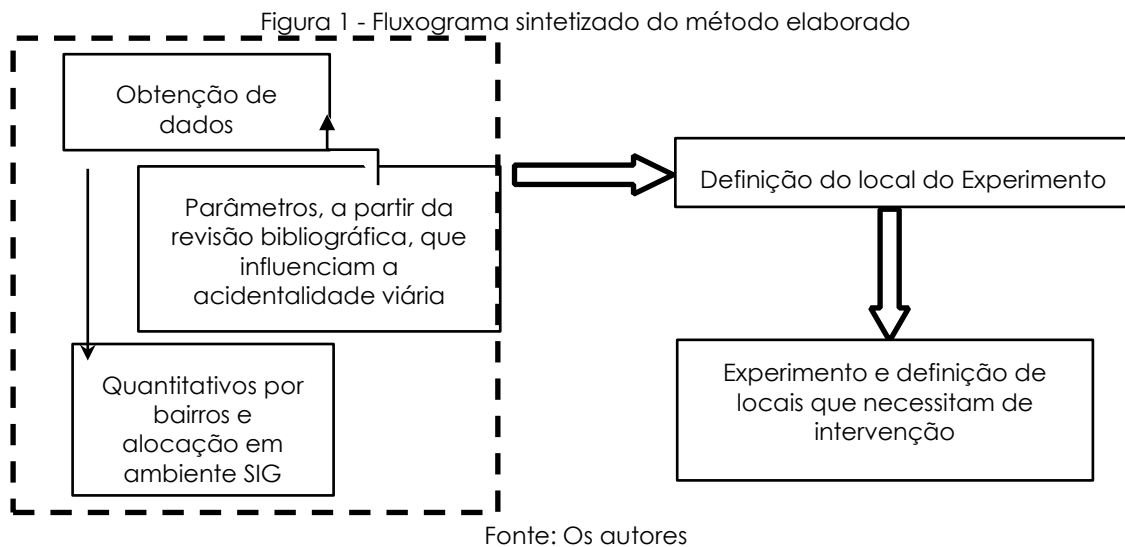 Figura 1 - Fluxograma sintetizado do método elaborado
Obtenção de
dados
Parâmetros, a partir da
revisão bibliográfica, que
influenciam a
acidentalidade viária
Quantitativos por
bairros e
alocação em
ambiente SIG
Definição do local do Experimento
Experimento e definição de
locais que necessitam de
intervenção
Fonte: Os autores